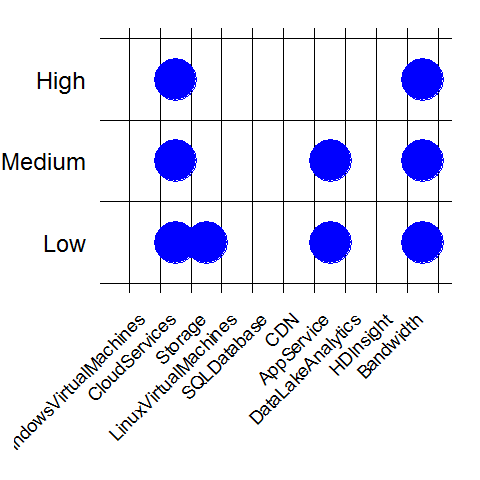 High
Medium
Low
ndowsVirtualMachines
CloudServices
Storage
LinuxVirtualMachines
SQLDatabase
CDN
AppService
DataLakeAnalytics
HDInsight
Bandwidth